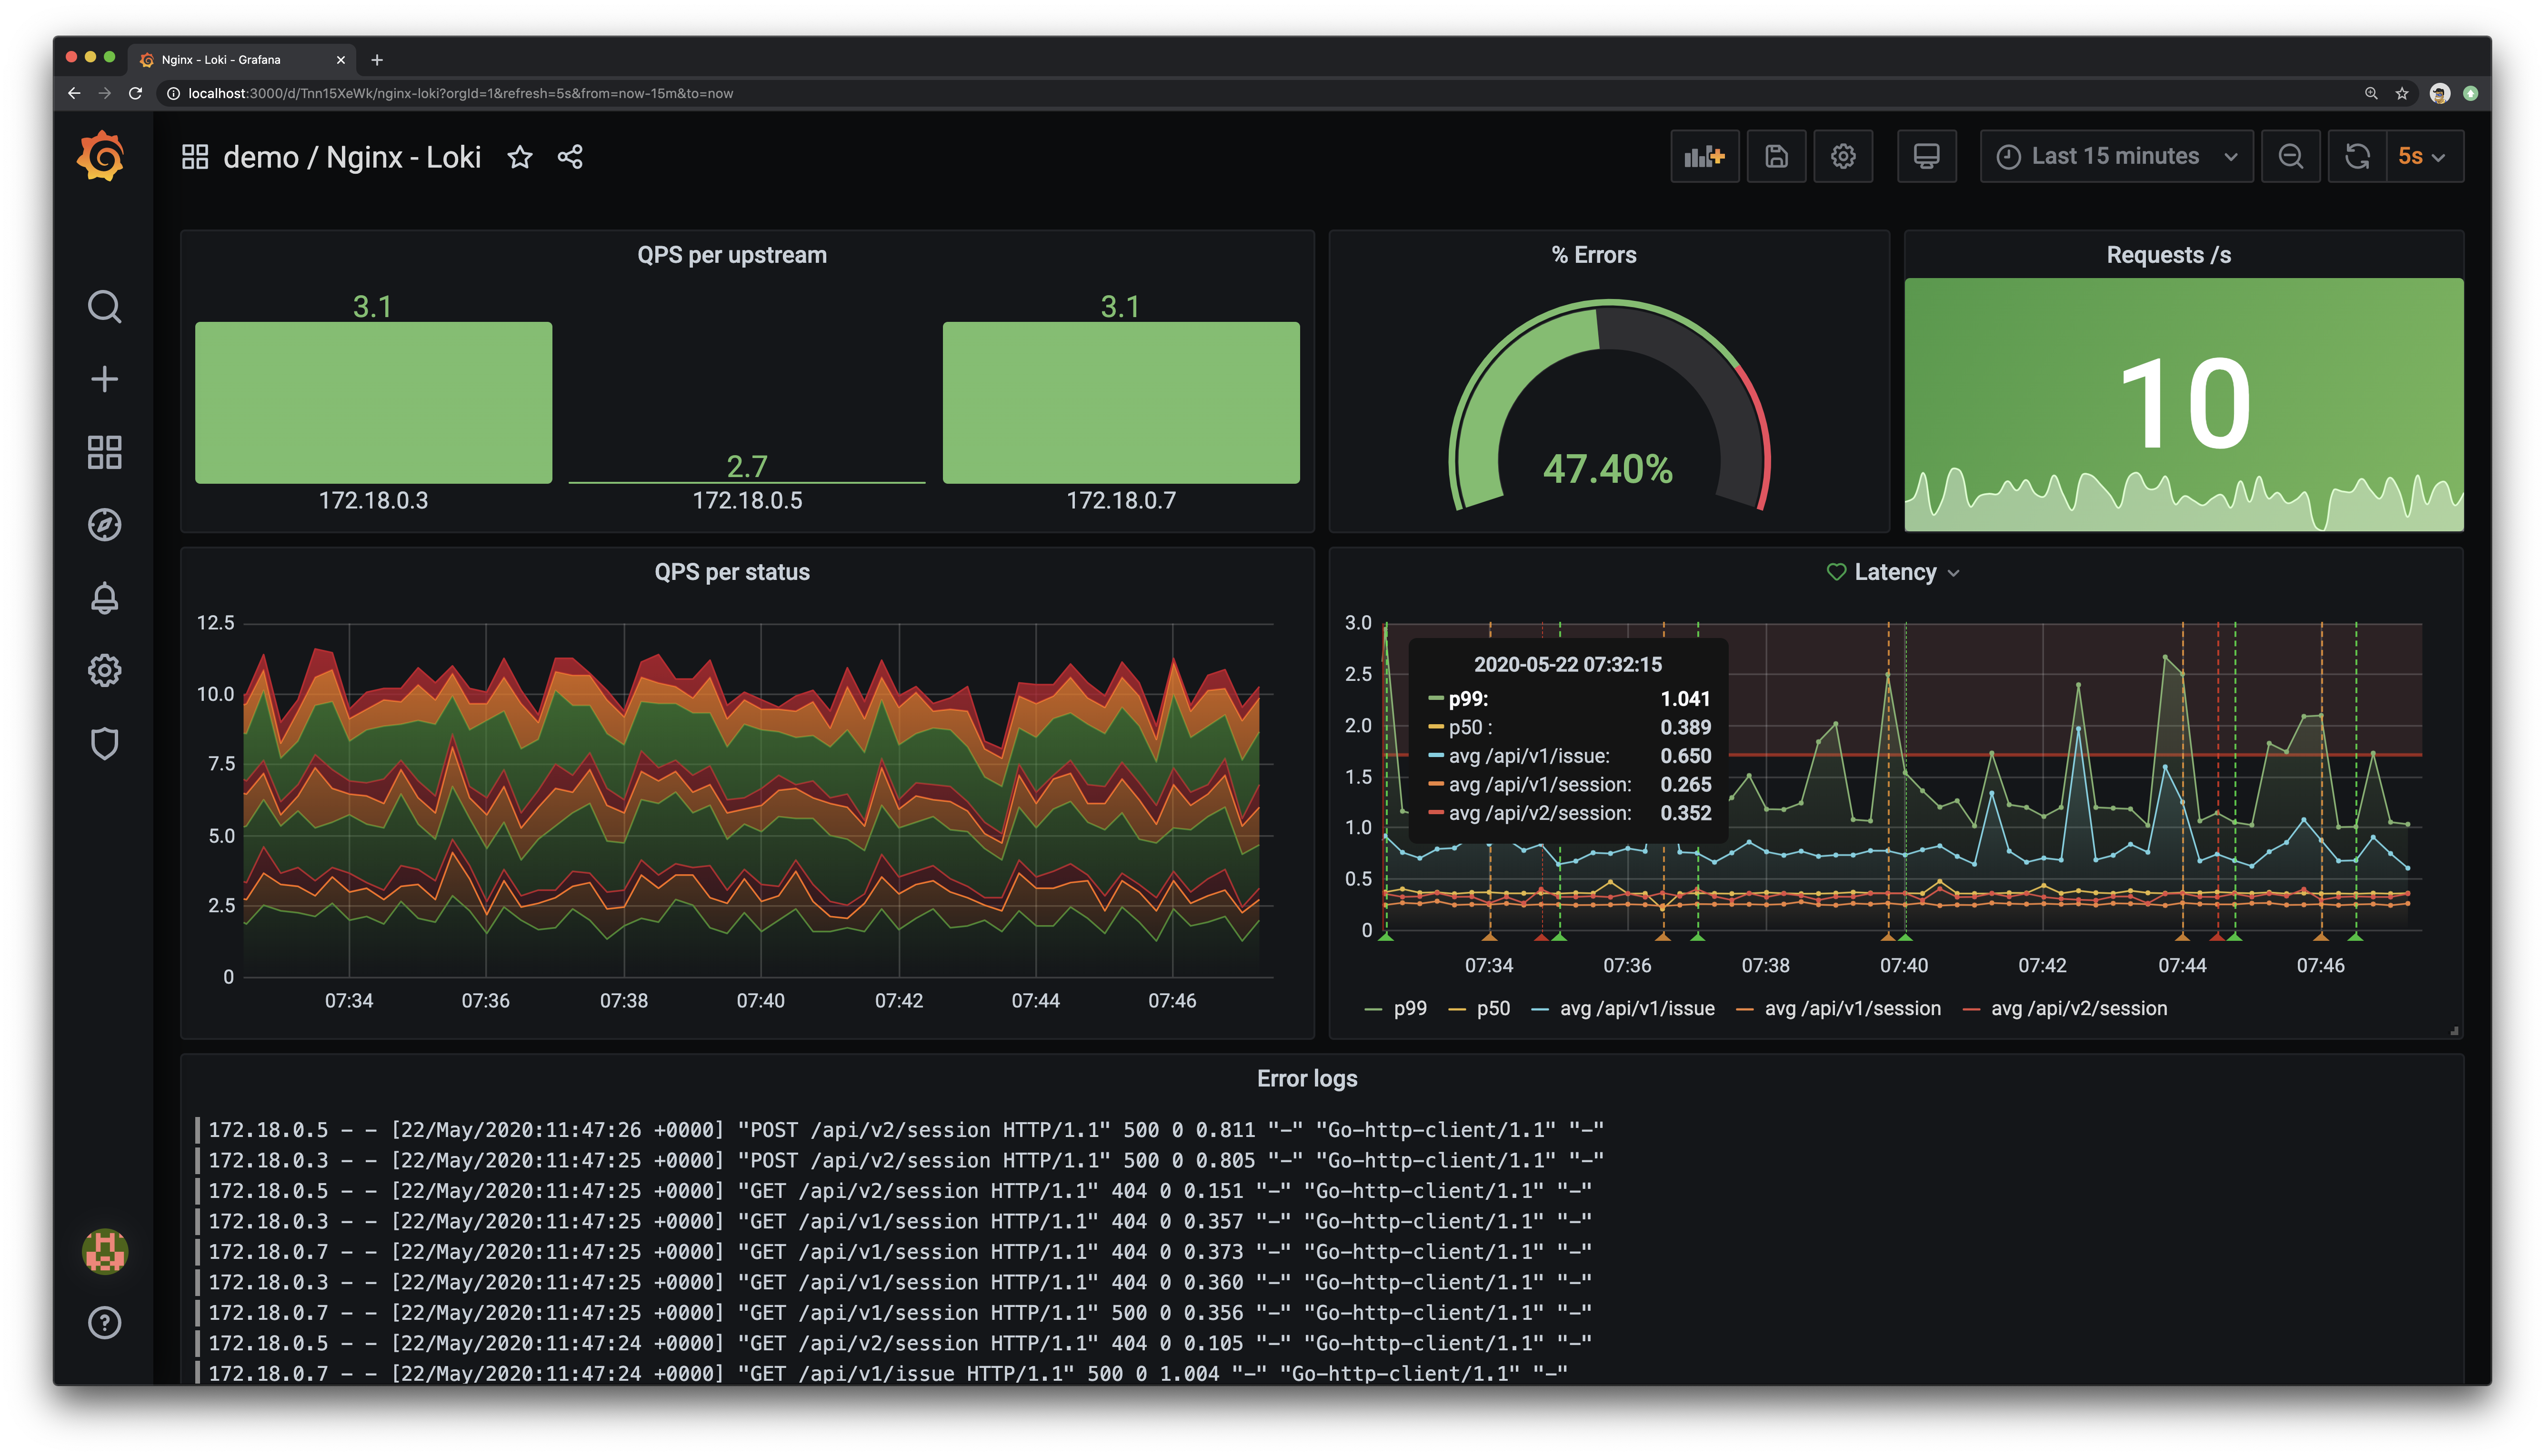 Nginx - Loki - Grafana
localhost:3000/d/Tnn15XeWk/nginx-loki?orgId=1&refresh=5s&from=now-15m&to=now
demo / Nginx - Loki
Last 15 minutes
5s
QPS per upstream
3.1
2.7
3.1
172.18.0.3
172.18.0.5
172.18.0.7
% Errors
47.40%
Requests /s
10
QPS per status
12.5
10.0
7.5
5.0
2.5
0
07:34 07:36 07:38 07:40 07:42 07:44 07:46
Latency
3.0
2.5
2.0
1.5
1.0
0.5
0
2020-05-22 07:32:15
p99: 1.041
p50 : 0.389
avg /api/v1/issue: 0.650
avg /api/v1/session: 0.265
avg /api/v2/session: 0.352
07:34 07:36 07:38 07:40 07:42 07:44 07:46
p99 p50 avg /api/v1/issue avg /api/v1/session avg /api/v2/session
Error logs
172.18.0.5 - - [22/May/2020:11:47:26 +0000] "POST /api/v2/session HTTP/1.1" 500 0 0.811 "-" "Go-http-client/1.1" "-"
172.18.0.3 - - [22/May/2020:11:47:25 +0000] "POST /api/v2/session HTTP/1.1" 500 0 0.805 "-" "Go-http-client/1.1" "-"
172.18.0.5 - - [22/May/2020:11:47:25 +0000] "GET /api/v2/session HTTP/1.1" 404 0 0.151 "-" "Go-http-client/1.1" "-"
172.18.0.3 - - [22/May/2020:11:47:25 +0000] "GET /api/v1/session HTTP/1.1" 404 0 0.357 "-" "Go-http-client/1.1" "-"
172.18.0.7 - - [22/May/2020:11:47:25 +0000] "GET /api/v1/session HTTP/1.1" 404 0 0.373 "-" "Go-http-client/1.1" "-"
172.18.0.3 - - [22/May/2020:11:47:25 +0000] "GET /api/v1/session HTTP/1.1" 404 0 0.360 "-" "Go-http-client/1.1" "-"
172.18.0.7 - - [22/May/2020:11:47:25 +0000] "GET /api/v1/session HTTP/1.1" 500 0 0.356 "-" "Go-http-client/1.1" "-"
172.18.0.5 - - [22/May/2020:11:47:24 +0000] "GET /api/v2/session HTTP/1.1" 404 0 0.105 "-" "Go-http-client/1.1" "-"
172.18.0.7 - - [22/May/2020:11:47:24 +0000] "GET /api/v1/issue HTTP/1.1" 500 0 1.004 "-" "Go-http-client/1.1" "-"